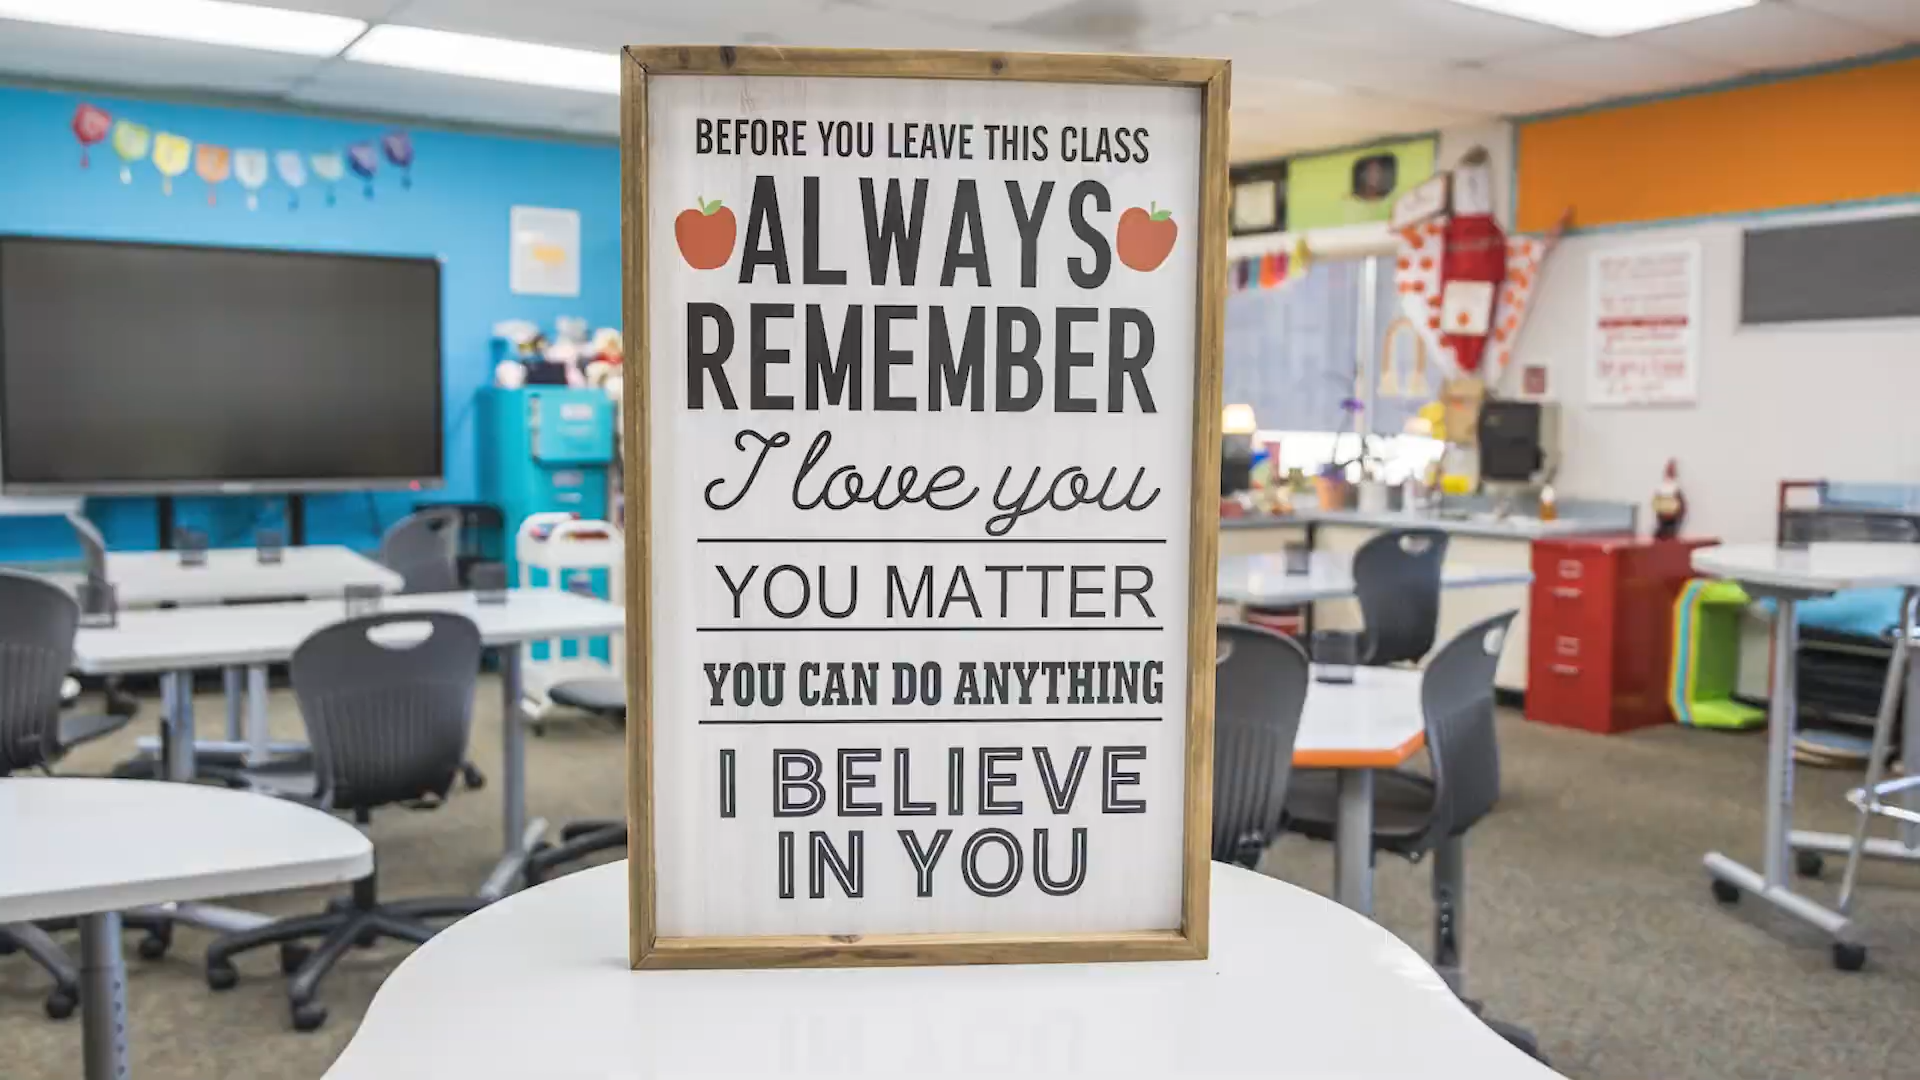 BEFORE YOU LEAVE THIS CLASS
ALWAYS
REMEMBER
I love you
YOU MATTER
YOU CAN DO ANYTHING
I BELIEVE
IN YOU